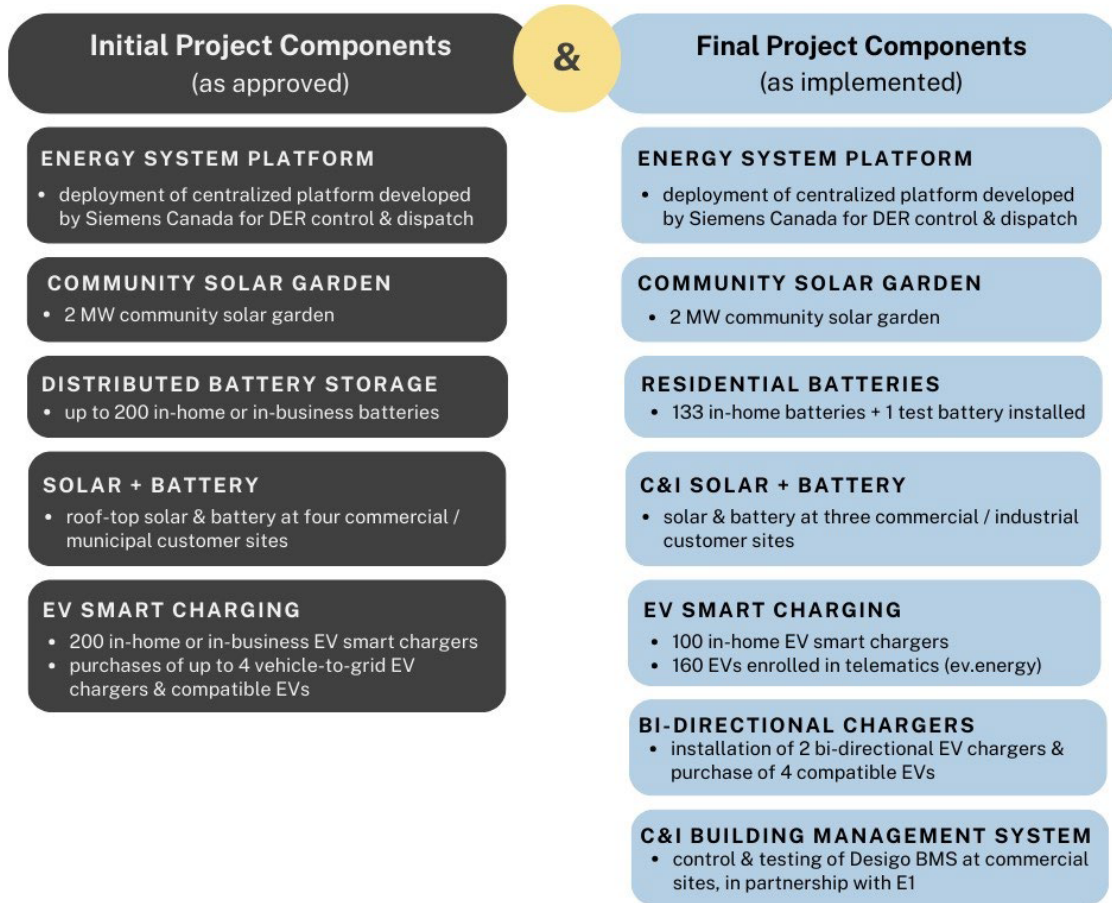 Initial Project Components
(as approved)
&
Final Project Components
(as implemented)
ENERGY SYSTEM PLATFORM
• deployment of centralized platform developed
by Siemens Canada for DER control & dispatch
COMMUNITY SOLAR GARDEN
• 2 MW community solar garden
DISTRIBUTED BATTERY STORAGE
• up to 200 in-home or in-business batteries
SOLAR + BATTERY
• roof-top solar & battery at four commercial /
municipal customer sites
EV SMART CHARGING
• 200 in-home or in-business EV smart chargers
• purchases of up to 4 vehicle-to-grid EV
chargers & compatible EVs
ENERGY SYSTEM PLATFORM
• deployment of centralized platform developed
by Siemens Canada for DER control & dispatch
COMMUNITY SOLAR GARDEN
• 2 MW community solar garden
RESIDENTIAL BATTERIES
• 133 in-home batteries + 1 test battery installed
C&I SOLAR + BATTERY
• solar & battery at three commercial / industrial
customer sites
EV SMART CHARGING
• 100 in-home EV smart chargers
• 160 EVs enrolled in telematics (ev.energy)
BI-DIRECTIONAL CHARGERS
• installation of 2 bi-directional EV chargers &
purchase of 4 compatible EVs
C&I BUILDING MANAGEMENT SYSTEM
• control & testing of Desigo BMS at commercial
sites, in partnership with E1